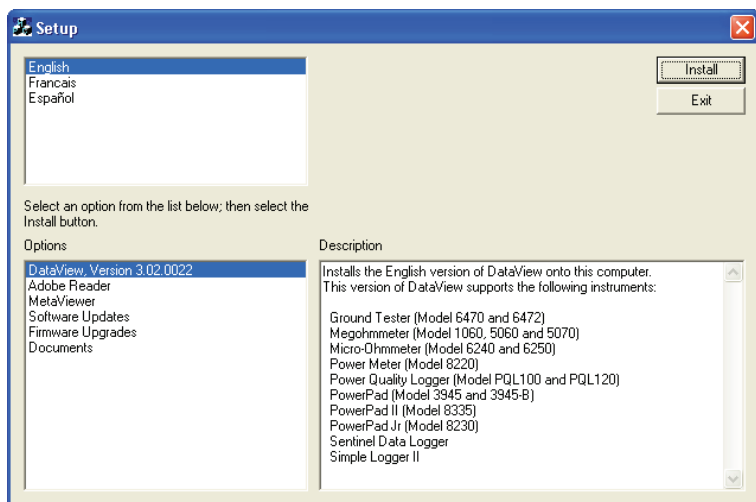 Setup
English
Francais
Español
Install
Exit
Select an option from the list below; then select the
Install button.
Options
DataView, Version 3.02.0022
Adobe Reader
MetaViewer
Software Updates
Firmware Upgrades
Documents
Description
Installs the English version of DataView onto this computer.
This version of DataView supports the following instruments:
Ground Tester (Model 6470 and 6472)
Megohmmeter (Model 1060, 5060 and 5070)
Micro-Ohmmeter (Model 6240 and 6250)
Power Meter (Model 8220)
Power Quality Logger (Model PQL100 and PQL120)
PowerPad (Model 3945 and 3945-B)
PowerPad II (Model 8335)
PowerPad Jr (Model 8230)
Sentinel Data Logger
Simple Logger II